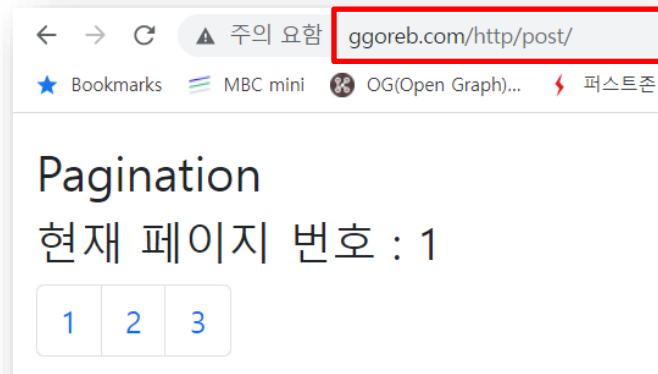 주의 요함 ggoreb.com/http/post/
Bookmarks MBC mini OG(Open Graph)... 퍼스트존
Pagination
현재 페이지 번호 : 1
1 2 3